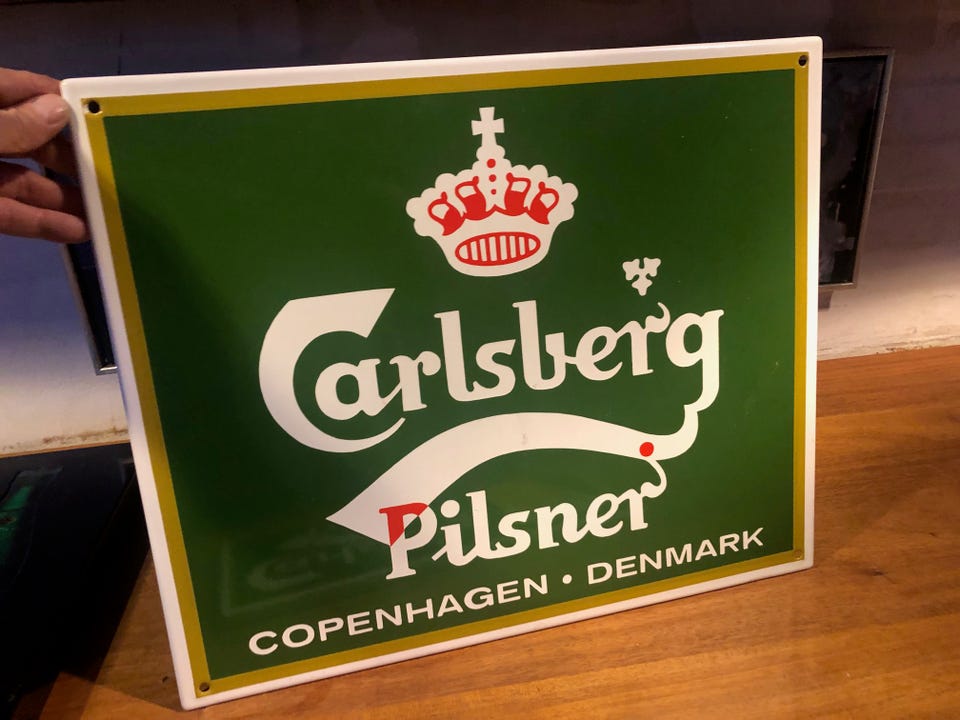 Carlsberg
Pilsner
COPENHAGEN • DENMARK